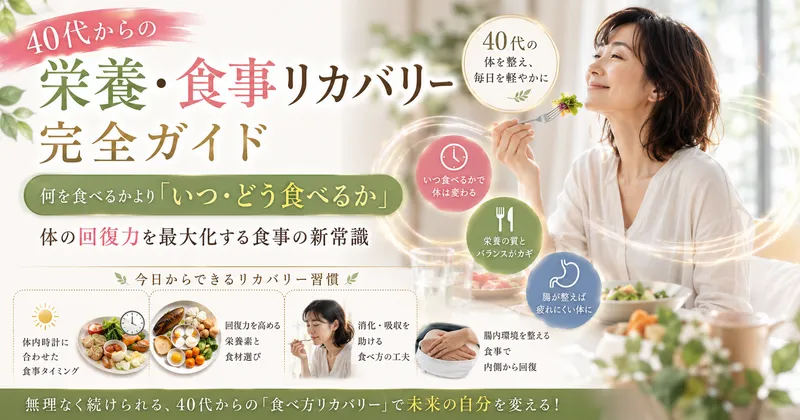 40代からの
栄養・食事リカバリー
完全ガイド
何を食べるかより「いつ・どう食べるか」
体の回復力を最大化する食事の新常識
40代の
体を整え、
毎日を軽やかに
いつ食べるかで
体は変わる
栄養の質と
バランスがカギ
腸が整えば
疲れにくい体に
今日からできるリカバリー習慣
体内時計に
合わせた
食事タイミング
回復力を高める
栄養素と
食材選び
消化・吸収を
助ける
食べ方の工夫
腸内環境を整える
食事で
内側から回復
無理なく続けられる、40代からの「食べ方リカバリー」で未来の自分を変える!